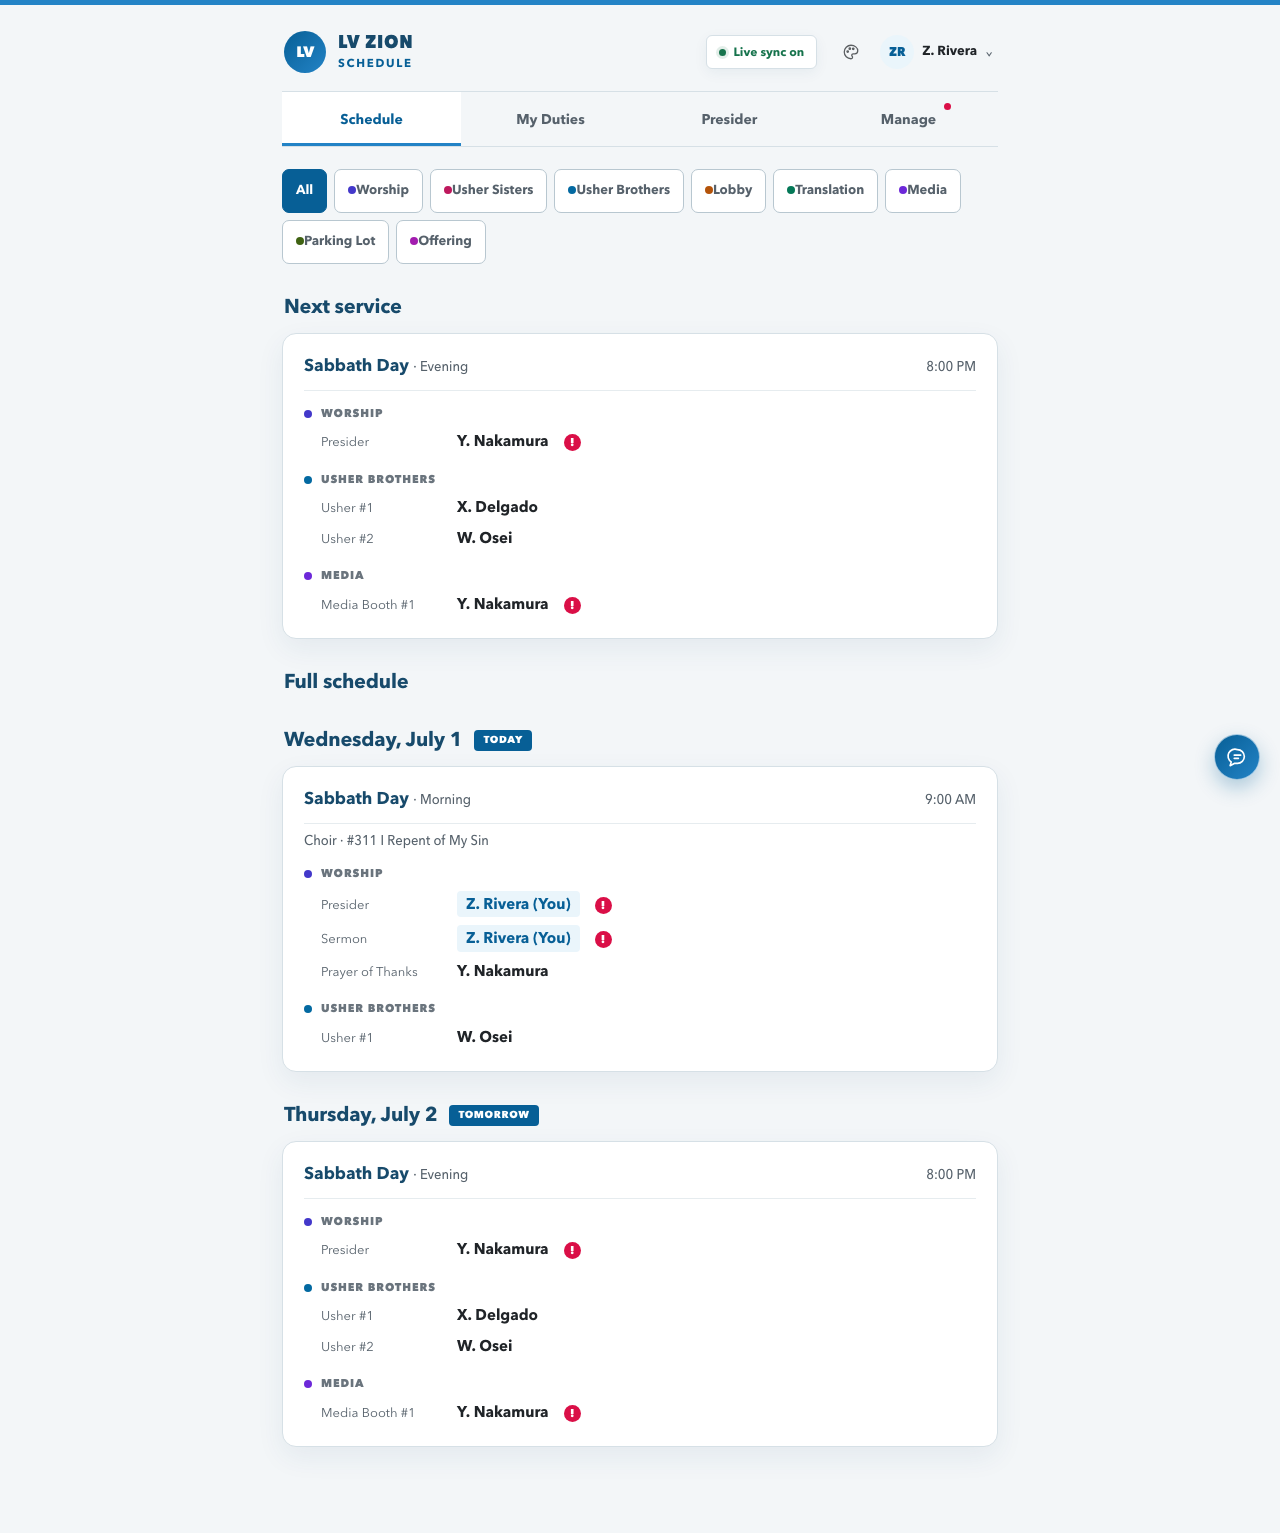 LV
LV ZION
SCHEDULE
Live sync on
ZR
Z. Rivera
Schedule
My Duties
Presider
Manage
All
Worship
Usher Sisters
Usher Brothers
Lobby
Translation
Media
Parking Lot
Offering
Next service
Sabbath Day · Evening 8:00 PM
WORSHIP
Presider Y. Nakamura !
USHER BROTHERS
Usher #1 X. Delgado
Usher #2 W. Osei
MEDIA
Media Booth #1 Y. Nakamura !
Full schedule
Wednesday, July 1 TODAY
Sabbath Day · Morning 9:00 AM
Choir · #311 I Repent of My Sin
WORSHIP
Presider Z. Rivera (You) !
Sermon Z. Rivera (You) !
Prayer of Thanks Y. Nakamura
USHER BROTHERS
Usher #1 W. Osei
Thursday, July 2 TOMORROW
Sabbath Day · Evening 8:00 PM
WORSHIP
Presider Y. Nakamura !
USHER BROTHERS
Usher #1 X. Delgado
Usher #2 W. Osei
MEDIA
Media Booth #1 Y. Nakamura !